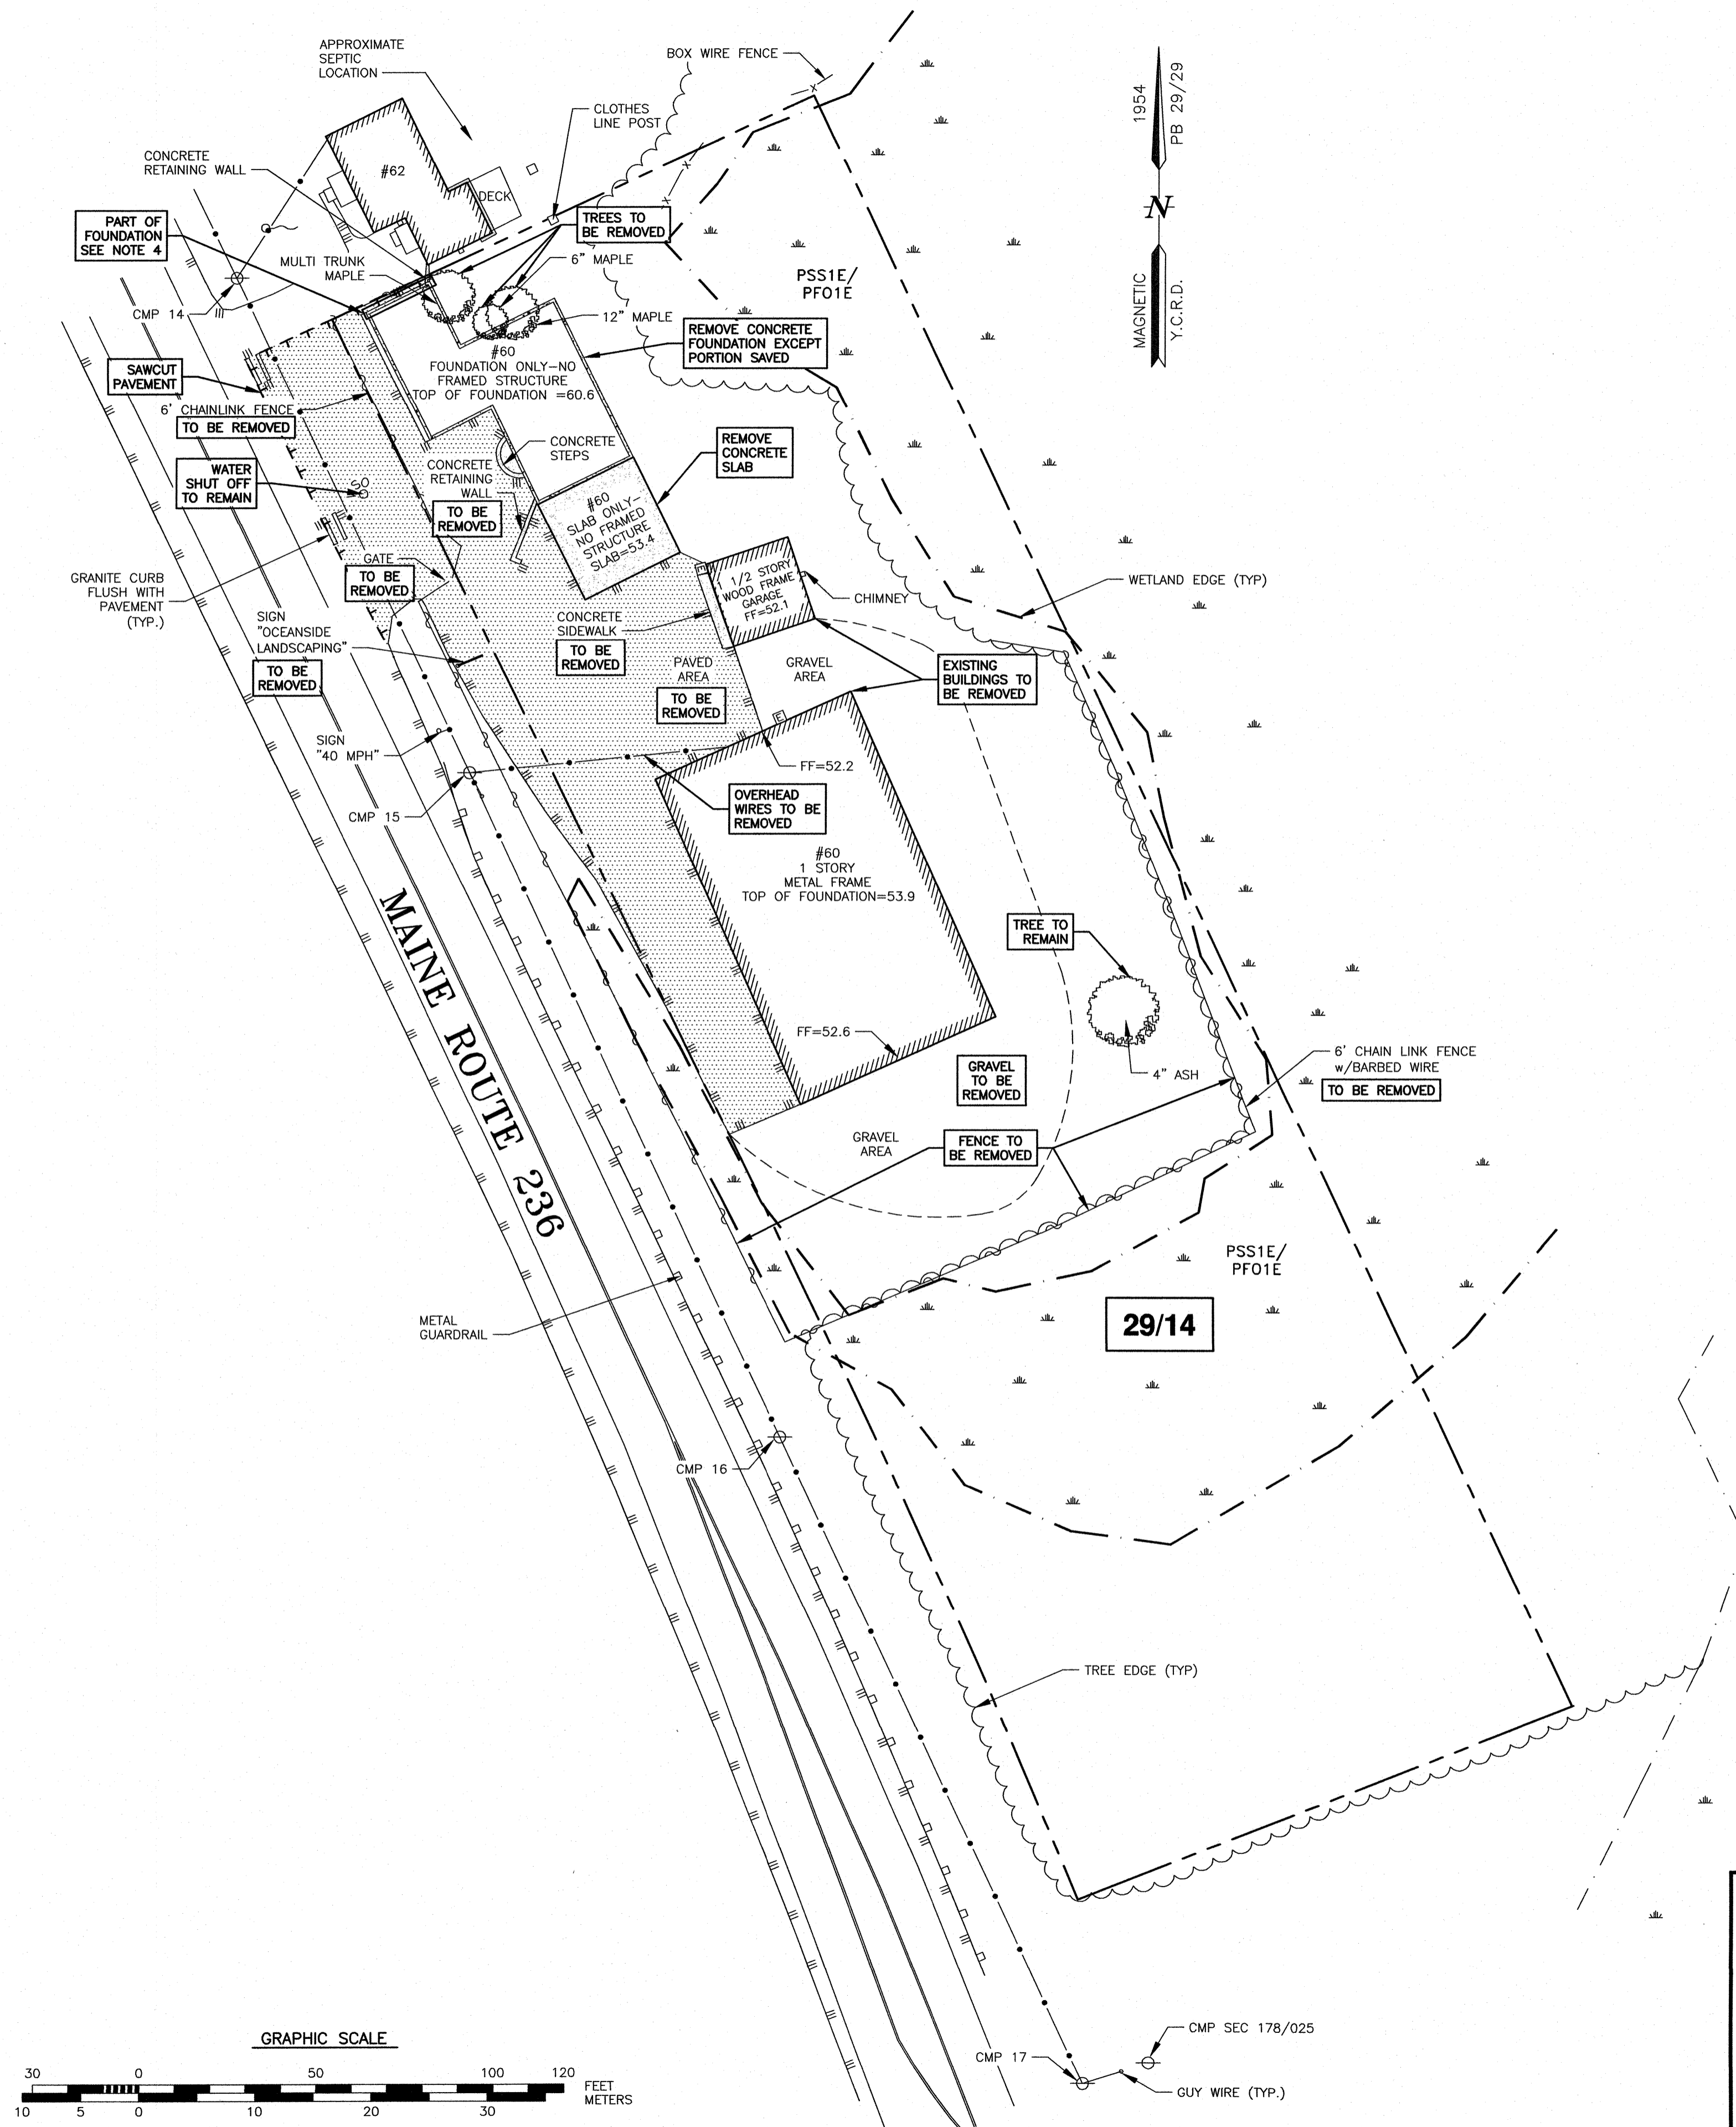 APPROXIMATE
SEPTIC
LOCATION
BOX WIRE FENCE
1954
PB 29/29
CLOTHES
LINE POST
CONCRETE
RETAINING WALL
#62
DECK
N
PART OF
FOUNDATION
SEE NOTE 4
TREES TO
BE REMOVED
MULTI TRUNK
MAPLE
6" MAPLE
PSS1E/
PFO1E
MAGNETIC
Y.C.R.D.
CMP 14
12" MAPLE
REMOVE CONCRETE
FOUNDATION EXCEPT
PORTION SAVED
#60
FOUNDATION ONLY-NO
FRAMED STRUCTURE
TOP OF FOUNDATION =60.6
SAWCUT
PAVEMENT
6' CHAINLINK FENCE
TO BE REMOVED
CONCRETE
STEPS
REMOVE
CONCRETE
SLAB
WATER
SHUT OFF
TO REMAIN
SO
CONCRETE
RETAINING
WALL
TO BE
REMOVED
#60
SLAB ONLY-
NO FRAMED
STRUCTURE
SLAB=53.4
GATE
TO BE
REMOVED
GRANITE CURB
FLUSH WITH
PAVEMENT
(TYP.)
E
1 1/2 STORY
WOOD FRAME
GARAGE
FF=52.1
CHIMNEY
WETLAND EDGE (TYP)
SIGN
"OCEANSIDE
LANDSCAPING"
TO BE
REMOVED
CONCRETE
SIDEWALK
TO BE
REMOVED
PAVED
AREA
TO BE
REMOVED
GRAVEL
AREA
EXISTING
BUILDINGS TO
BE REMOVED
E
SIGN
"40 MPH"
FF=52.2
CMP 15
OVERHEAD
WIRES TO BE
REMOVED
#60
1 STORY
METAL FRAME
TOP OF FOUNDATION=53.9
MAINE ROUTE 236
TREE TO
REMAIN
FF=52.6
4" ASH
6' CHAIN LINK FENCE
w/BARBED WIRE
TO BE REMOVED
GRAVEL
TO BE
REMOVED
GRAVEL
AREA
FENCE TO
BE REMOVED
PSS1E/
PFO1E
29/14
METAL
GUARDRAIL
CMP 16
TREE EDGE (TYP)
CMP SEC 178/025
CMP 17
GUY WIRE (TYP.)
GRAPHIC SCALE
30 0 50 100 120
FEET
METERS
10 5 0 10 20 30